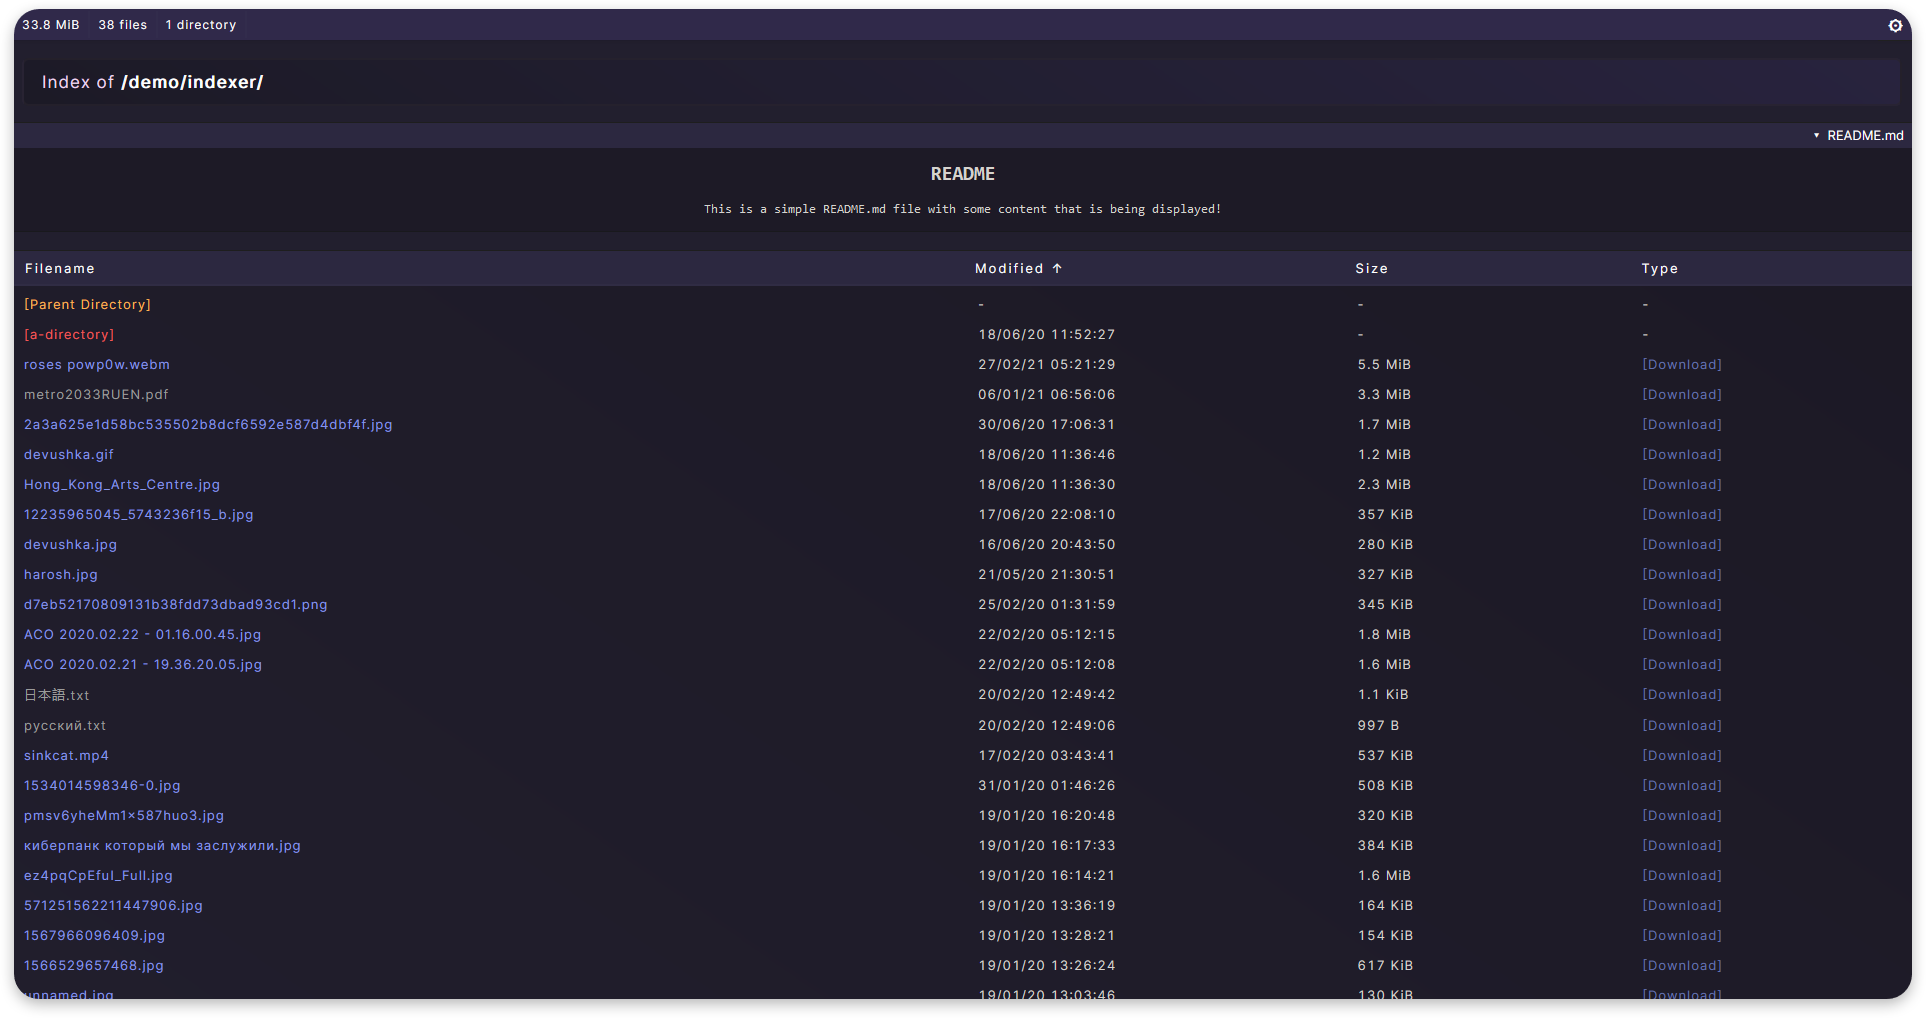 33.8 MiB 38 files 1 directory
Index of /demo/indexer/
▾ README.md
README
This is a simple README.md file with some content that is being displayed!
Filename Modified ↑ Size Type
[Parent Directory] - - -
[a-directory] 18/06/20 11:52:27 - -
roses powp0w.webm 27/02/21 05:21:29 5.5 MiB [Download]
metro2033RUEN.pdf 06/01/21 06:56:06 3.3 MiB [Download]
2a3a625e1d58bc535502b8dcf6592e587d4dbf4f.jpg 30/06/20 17:06:31 1.7 MiB [Download]
devushka.gif 18/06/20 11:36:46 1.2 MiB [Download]
Hong_Kong_Arts_Centre.jpg 18/06/20 11:36:30 2.3 MiB [Download]
12235965045_5743236f15_b.jpg 17/06/20 22:08:10 357 KiB [Download]
devushka.jpg 16/06/20 20:43:50 280 KiB [Download]
harosh.jpg 21/05/20 21:30:51 327 KiB [Download]
d7eb52170809131b38fdd73dbad93cd1.png 25/02/20 01:31:59 345 KiB [Download]
ACO 2020.02.22 - 01.16.00.45.jpg 22/02/20 05:12:15 1.8 MiB [Download]
ACO 2020.02.21 - 19.36.20.05.jpg 22/02/20 05:12:08 1.6 MiB [Download]
日本語.txt 20/02/20 12:49:42 1.1 KiB [Download]
русский.txt 20/02/20 12:49:06 997 B [Download]
sinkcat.mp4 17/02/20 03:43:41 537 KiB [Download]
1534014598346-0.jpg 31/01/20 01:46:26 508 KiB [Download]
pmsv6yheMm1x587huo3.jpg 19/01/20 16:20:48 320 KiB [Download]
киберпанк который мы заслужили.jpg 19/01/20 16:17:33 384 KiB [Download]
ez4pqCpEfuI_Full.jpg 19/01/20 16:14:21 1.6 MiB [Download]
571251562211447906.jpg 19/01/20 13:36:19 164 KiB [Download]
1567966096409.jpg 19/01/20 13:28:21 154 KiB [Download]
1566529657468.jpg 19/01/20 13:26:24 617 KiB [Download]
unnamed.jpg 19/01/20 13:03:46 130 KiB [Download]